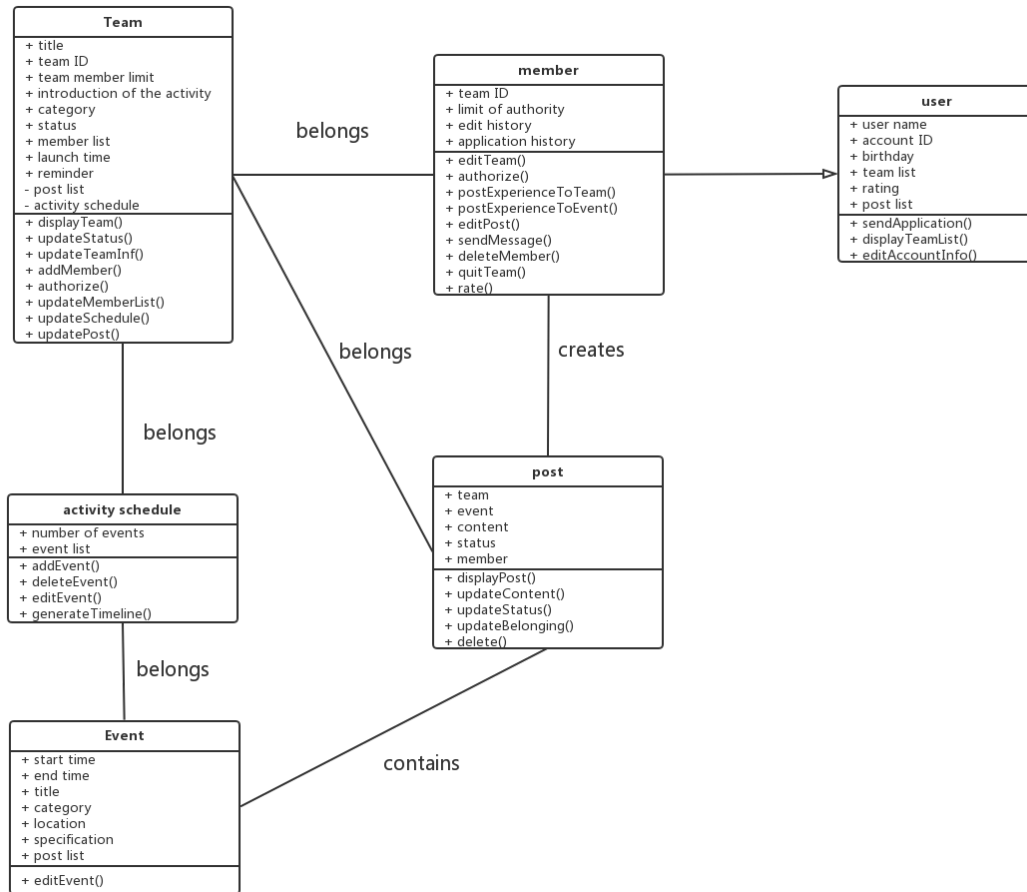 Team
+ title
+ team ID
+ team member limit
+ introduction of the activity
+ category
+ status
+ member list
+ launch time
+ reminder
- post list
- activity schedule
+ displayTeam()
+ updateStatus()
+ updateTeamInf()
+ addMember()
+ authorize()
+ updateMemberList()
+ updateSchedule()
+ updatePost()
belongs
member
+ team ID
+ limit of authority
+ edit history
+ application history
+ editTeam()
+ authorize()
+ postExperienceToTeam()
+ postExperienceToEvent()
+ editPost()
+ sendMessage()
+ deleteMember()
+ quitTeam()
+ rate()
user
+ user name
+ account ID
+ birthday
+ team list
+ rating
+ post list
+ sendApplication()
+ displayTeamList()
+ editAccountInfo()
belongs
creates
belongs
activity schedule
+ number of events
+ event list
+ addEvent()
+ deleteEvent()
+ editEvent()
+ generateTimeline()
post
+ team
+ event
+ content
+ status
+ member
+ displayPost()
+ updateContent()
+ updateStatus()
+ updateBelonging()
+ delete()
belongs
contains
Event
+ start time
+ end time
+ title
+ category
+ location
+ specification
+ post list
+ editEvent()